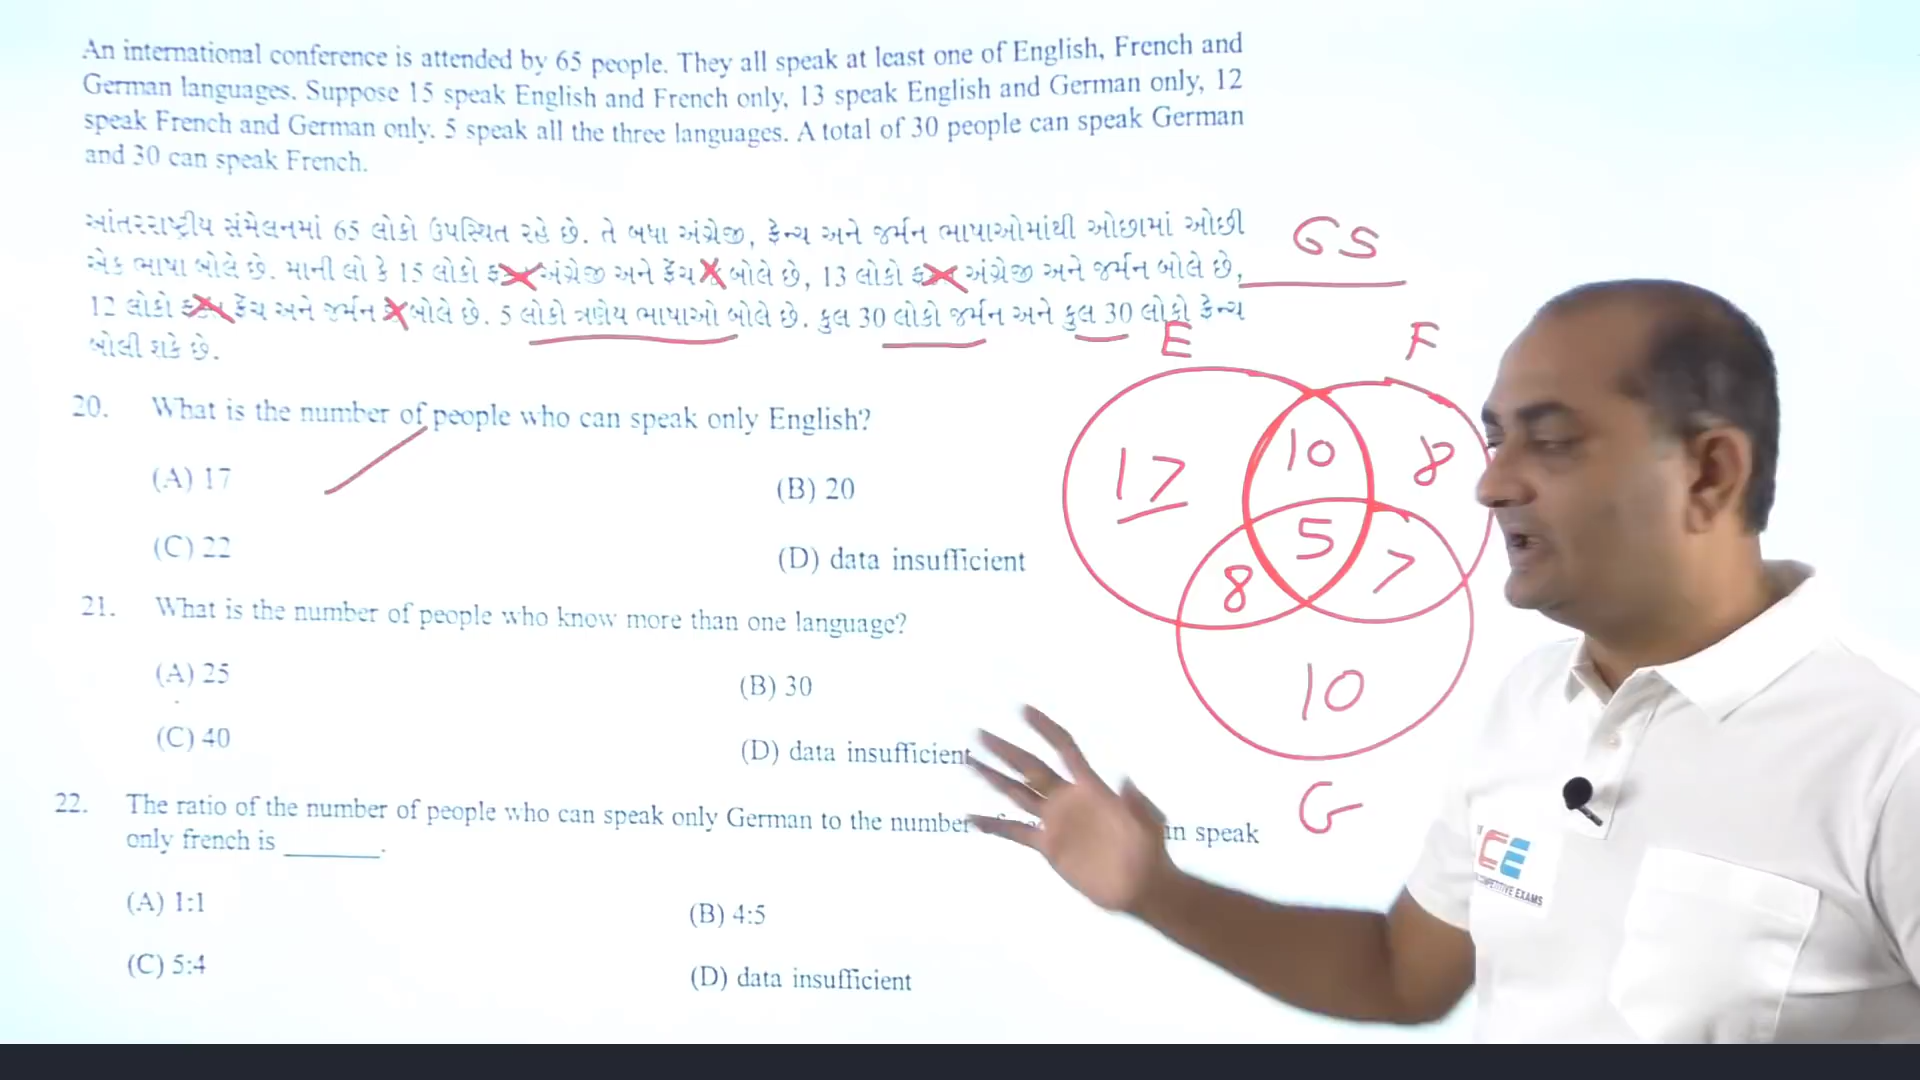 An international conference is attended by 65 people. They all speak at least one of English, French and
German languages. Suppose 15 speak English and French only, 13 speak English and German only, 12
speak French and German only. 5 speak all the three languages. A total of 30 people can speak German
and 30 can speak French.
આંતરરાષ્ટ્રીય સંમેલનમાં 65 લોકો ઉપસ્થિત રહે છે. તે બધા અંગ્રેજી, ફ્રેન્ચ અને જર્મન ભાષાઓમાંથી ઓછામાં ઓછી
એક ભાષા બોલે છે. માની લો કે 15 લોકો અંગ્રેજી અને ફ્રેંચ બોલે છે, 13 લોકો અંગ્રેજી અને જર્મન બોલે છે,
12 લોકો ફ્રેંચ અને જર્મન બોલે છે. 5 લોકો ત્રણેય ભાષાઓ બોલે છે. કુલ 30 લોકો જર્મન અને કુલ 30 લોકો ફ્રેન્ચ
બોલી શકે છે.
65
E
F
17
10
8
5
8
7
10
G
20. What is the number of people who can speak only English?
(A) 17
(B) 20
(C) 22
(D) data insufficient
21. What is the number of people who know more than one language?
(A) 25
(B) 30
(C) 40
(D) data insufficient
22. The ratio of the number of people who can speak only German to the number speak
only french is ______.
(A) 1:1
(B) 4:5
(C) 5:4
(D) data insufficient
CE
COMPETITIVE EXAMS